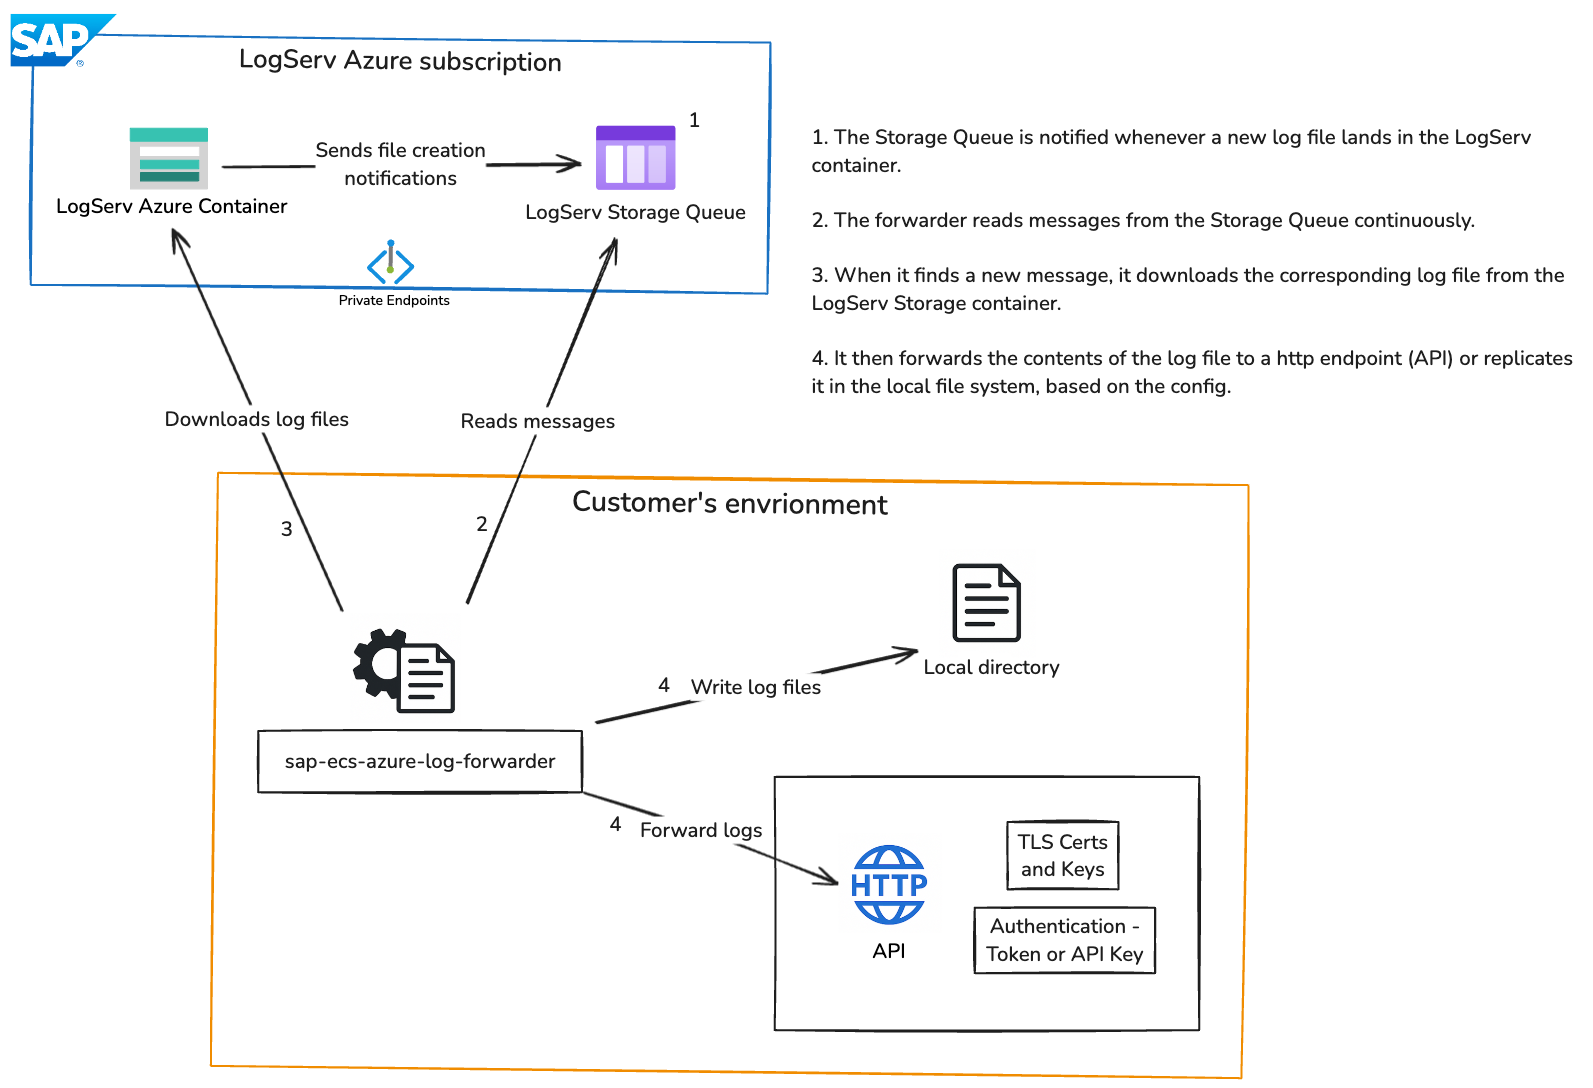 SAP
®
LogServ Azure subscription
1
Sends file creation
notifications
LogServ Azure Container
LogServ Storage Queue
Private Endpoints
1. The Storage Queue is notified whenever a new log file lands in the LogServ
container.
2. The forwarder reads messages from the Storage Queue continuously.
3. When it finds a new message, it downloads the corresponding log file from the
LogServ Storage container.
4. It then forwards the contents of the log file to a http endpoint (API) or replicates
it in the local file system, based on the config.
Downloads log files
Reads messages
Customer's envrionment
3
2
Local directory
4 Write log files
sap-ecs-azure-log-forwarder
4 Forward logs
HTTP
API
TLS Certs
and Keys
Authentication -
Token or API Key